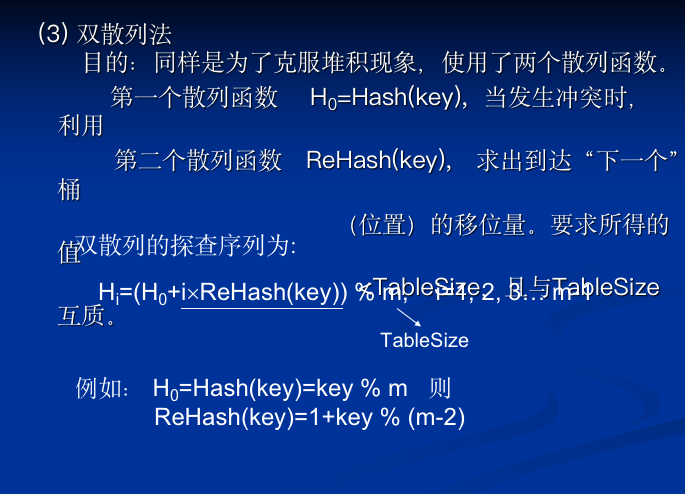 (3) 双散列法
目的：同样是为了克服堆积现象，使用了两个散列函数。
第一个散列函数 H₀=Hash(key)，当发生冲突时，
利用
第二个散列函数 ReHash(key)， 求出到达“下一个”
桶
（位置）的移位量。要求所得的
值
双散列的探查序列为：
<TableSize， 且与TableSize
Hᵢ=(H₀+i×ReHash(key)) % m, i=1, 2, 3… m-1
互质。
TableSize
例如： H₀=Hash(key)=key % m 则
ReHash(key)=1+key % (m-2)